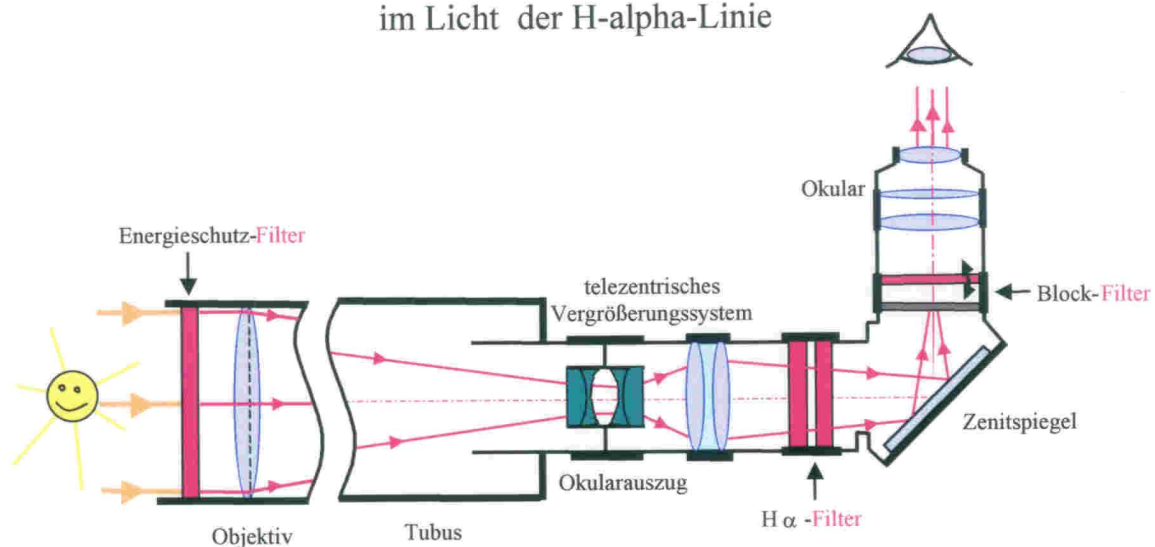 im Licht der H-alpha-Linie
Okular
Energieschutz-Filter
telezentrisches
Vergrößerungssystem
Block-Filter
Zenitspiegel
Okularauszug
H α -Filter
Objektiv
Tubus